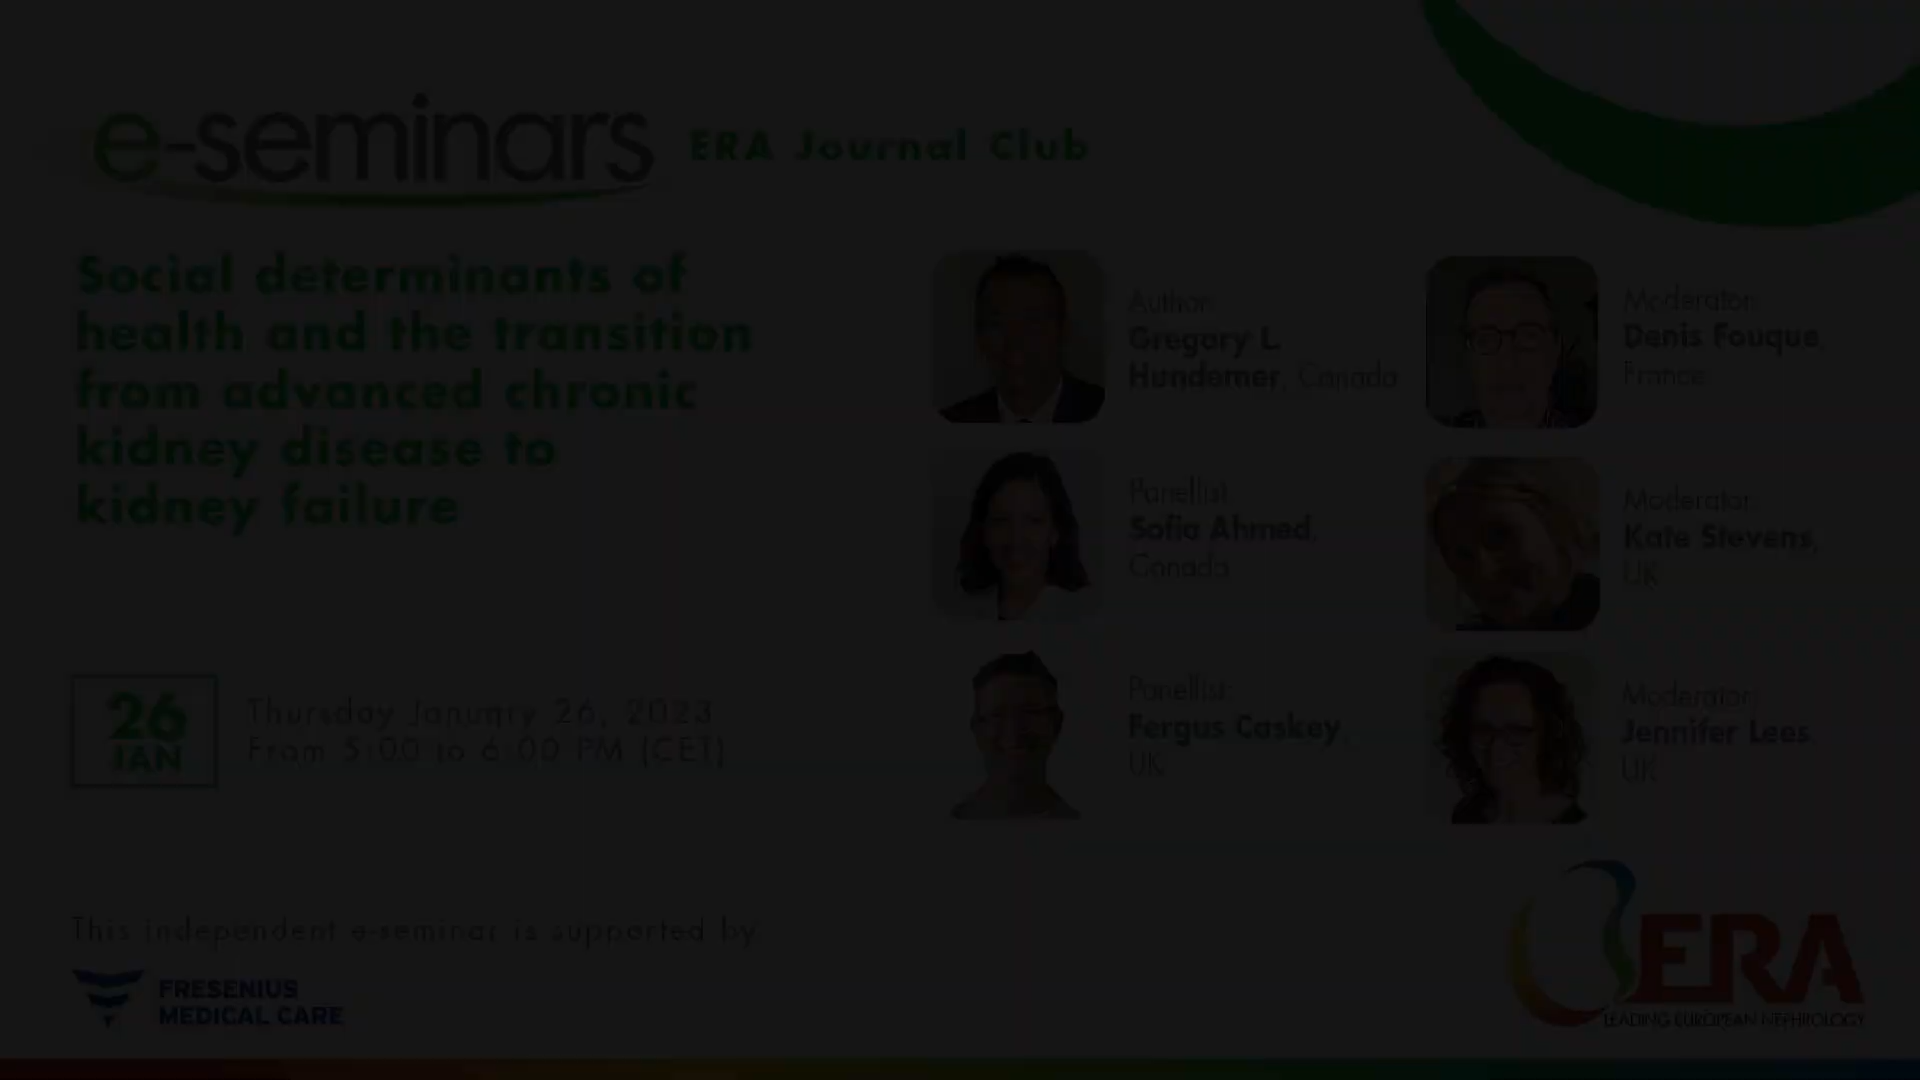 e-seminars ERA Journal Club
Social determinants of
health and the transition
from advanced chronic
kidney disease to
kidney failure
26
JAN
Thursday January 26, 2023
From 5:00 to 6:00 PM (CET)
Author:
Gregory L.
Hundemer, Canada
Panellist:
Sofia Ahmed,
Canada
Panellist:
Fergus Caskey,
UK
Moderator:
Denis Fouque,
France
Moderator:
Kate Stevens,
UK
Moderator:
Jennifer Lees,
UK
This independent e-seminar is supported by
FRESENIUS
MEDICAL CARE
ERA
LEADING EUROPEAN NEPHROLOGY